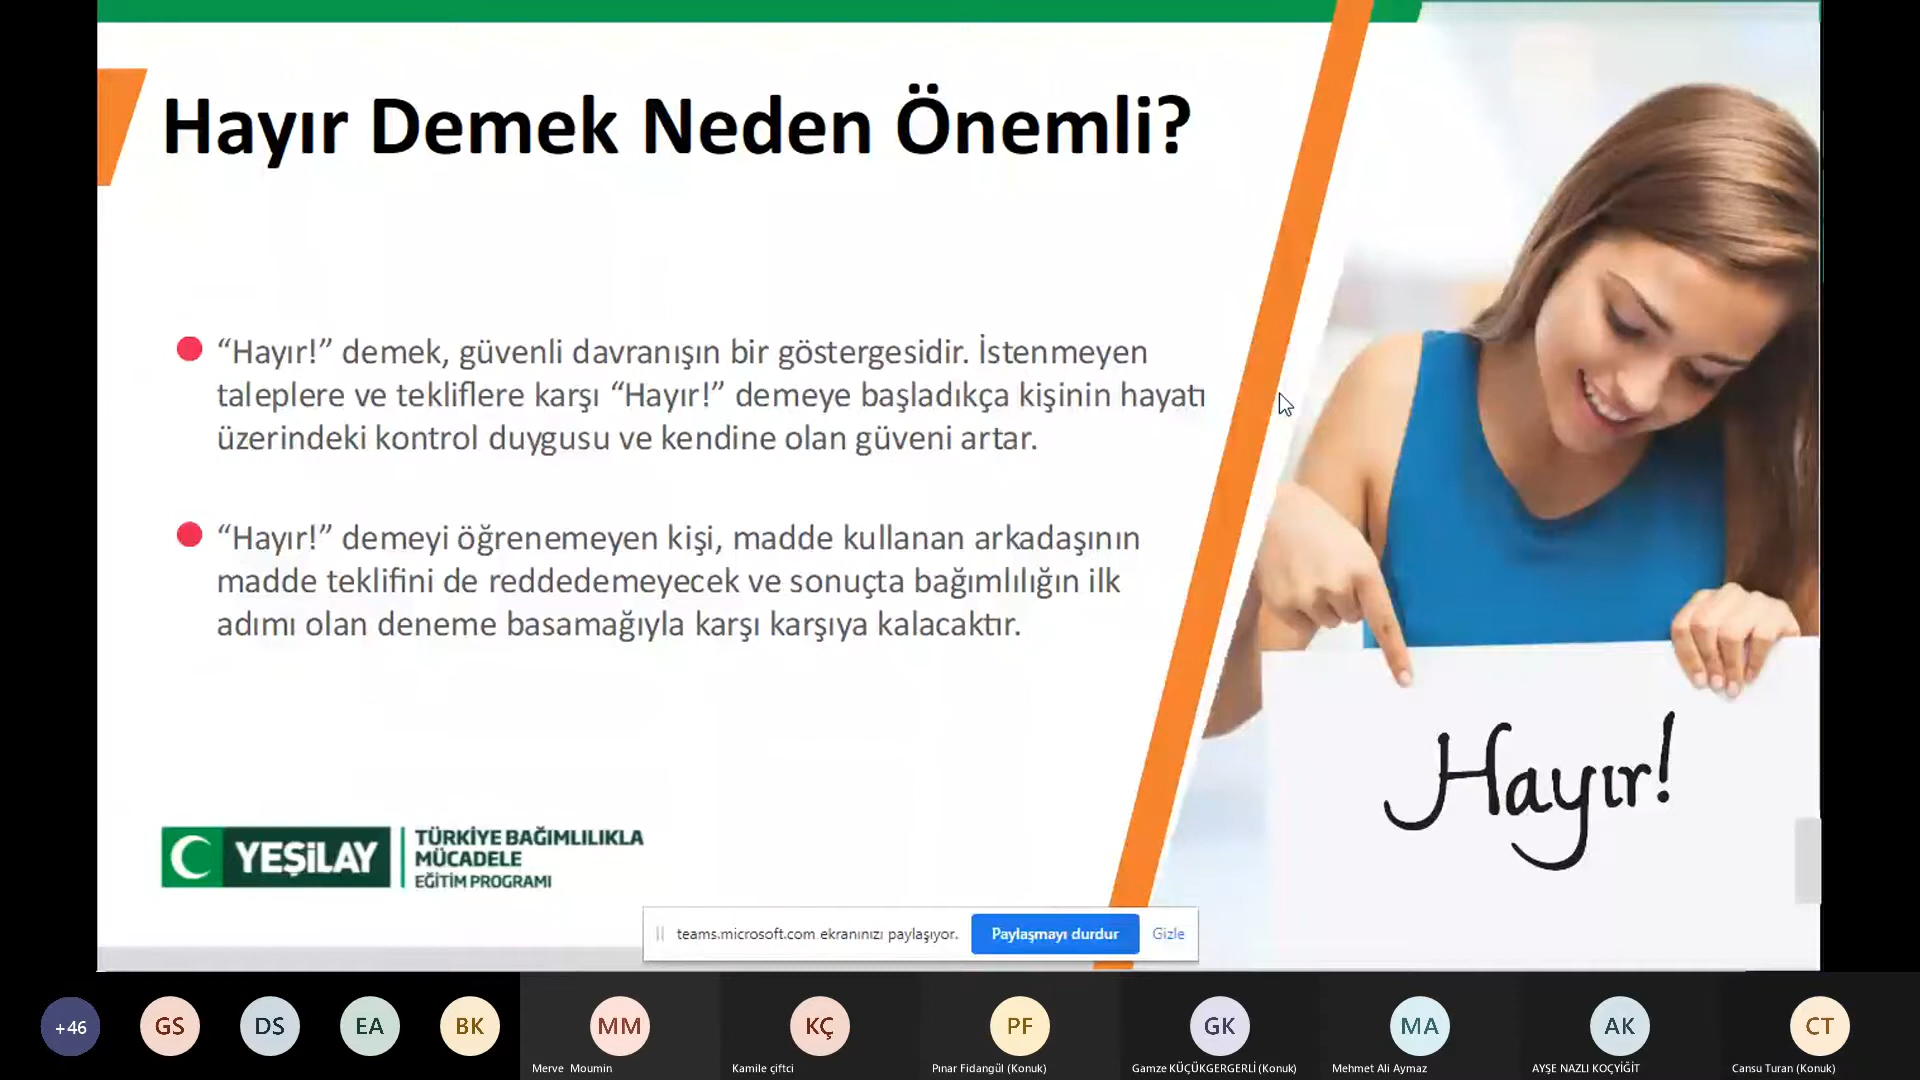 Hayır Demek Neden Önemli?
“Hayır!” demek, güvenli davranışın bir göstergesidir. İstenmeyen
taleplere ve tekliflere karşı “Hayır!” demeye başladıkça kişinin hayatı
üzerindeki kontrol duygusu ve kendine olan güveni artar.
“Hayır!” demeyi öğrenemeyen kişi, madde kullanan arkadaşının
madde teklifini de reddedemeyecek ve sonuçta bağımlılığın ilk
adımı olan deneme basamağıyla karşı karşıya kalacaktır.
Hayır!
YEŞİLAY
TÜRKİYE BAĞIMLILIKLA
MÜCADELE
EĞİTİM PROGRAMI
teams.microsoft.com ekranınızı paylaşıyor. Paylaşmayı durdur Gizle
+46 GS DS EA BK MM KÇ PF GK MA AK CT
Merve Moumin Kamile çiftci Pınar Fidangül (Konuk) Gamze KÜÇÜKGERGERLİ (Konuk) Mehmet Ali Aymaz AYŞE NAZLI KOÇYİĞİT Cansu Turan (Konuk)